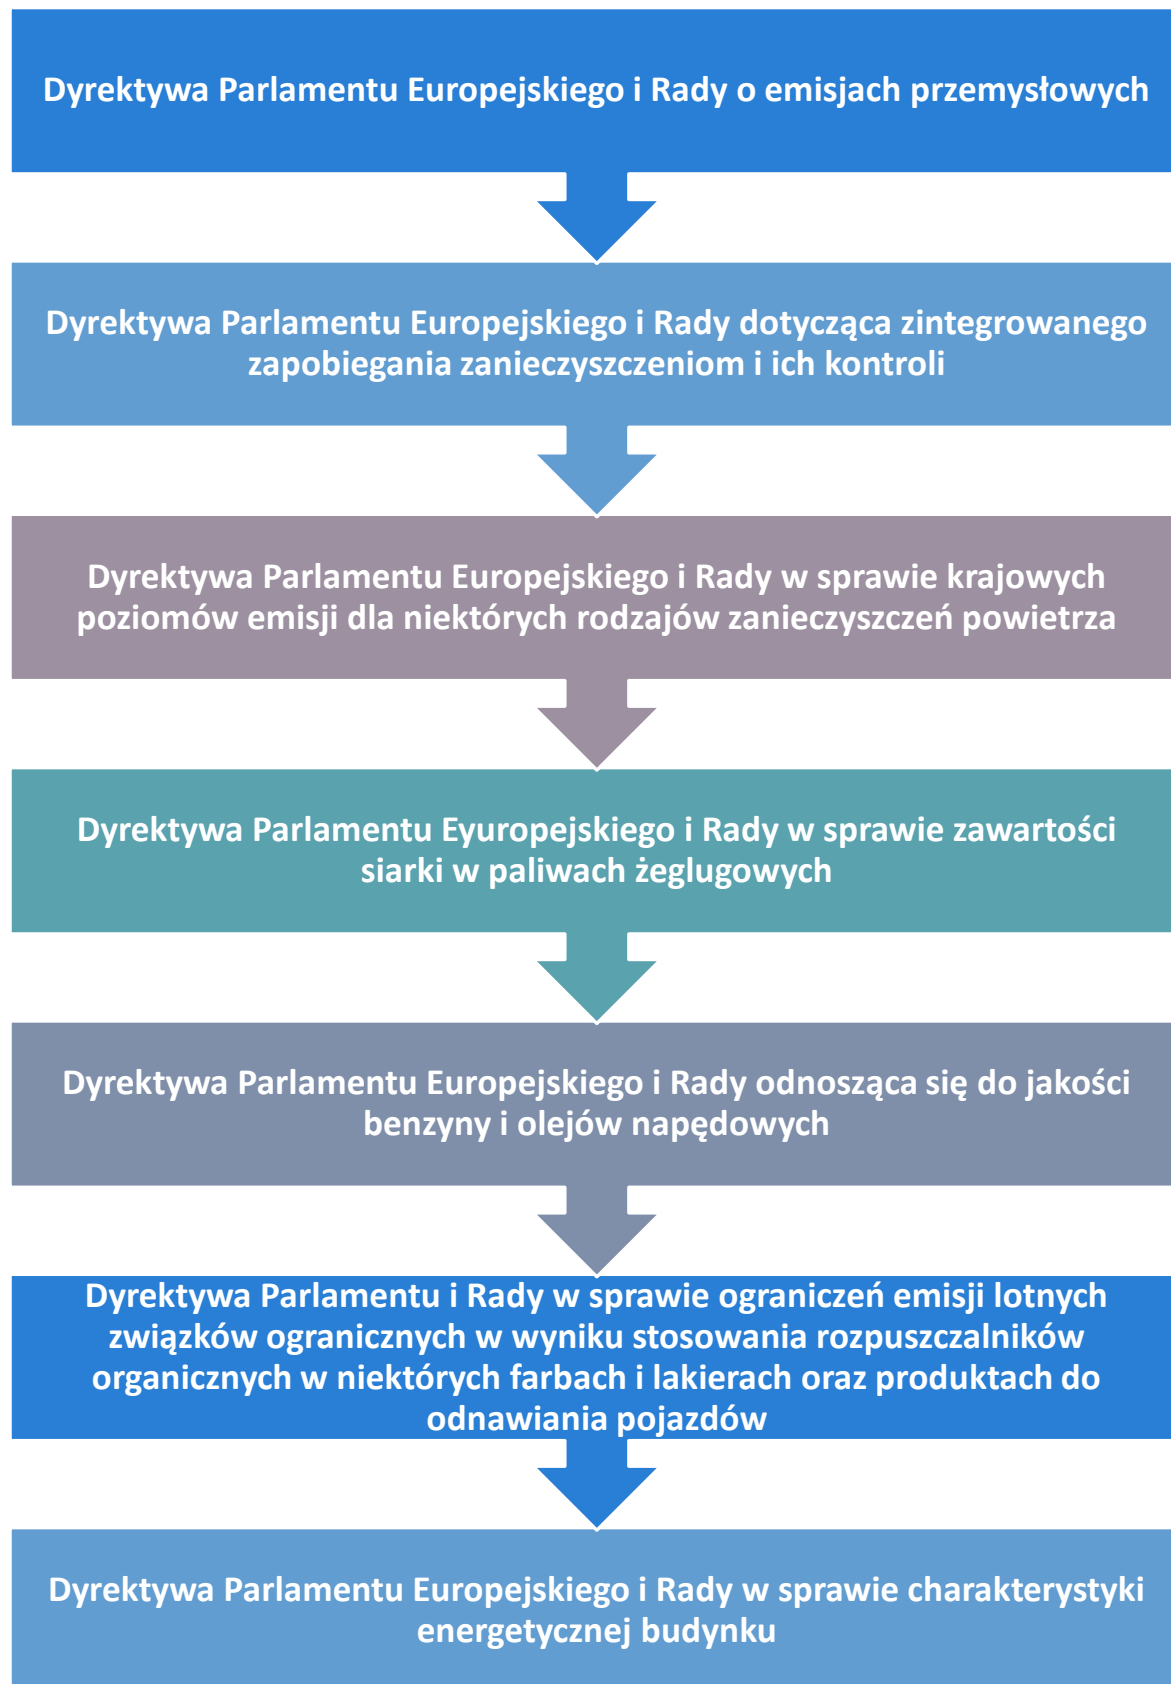 Dyrektywa Parlamentu Europejskiego i Rady o emisjach przemysłowych
Dyrektywa Parlamentu Europejskiego i Rady dotycząca zintegrowanego
zapobiegania zanieczyszczeniom i ich kontroli
Dyrektywa Parlamentu Europejskiego i Rady w sprawie krajowych
poziomów emisji dla niektórych rodzajów zanieczyszczeń powietrza
Dyrektywa Parlamentu Eyuropejskiego i Rady w sprawie zawartości
siarki w paliwach żeglugowych
Dyrektywa Parlamentu Europejskiego i Rady odnosząca się do jakości
benzyny i olejów napędowych
Dyrektywa Parlamentu i Rady w sprawie ograniczeń emisji lotnych
związków ogranicznych w wyniku stosowania rozpuszczalników
organicznych w niektórych farbach i lakierach oraz produktach do
odnawiania pojazdów
Dyrektywa Parlamentu Europejskiego i Rady w sprawie charakterystyki
energetycznej budynku